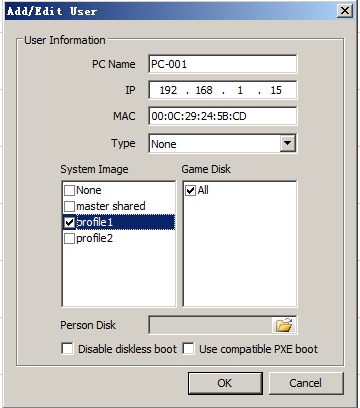 Add/Edit User
User Information
PC Name PC-001
IP 192 . 168 . 1 . 15
MAC 00:0C:29:24:5B:CD
Type None
System Image Game Disk
None All
master shared
profile1
profile2
Person Disk
Disable diskless boot Use compatible PXE boot
OK Cancel